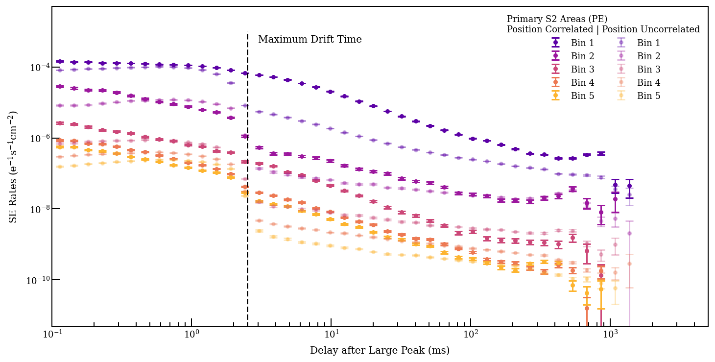 Primary S2 Areas (PE)
Position Correlated | Position Uncorrelated
Bin 1 Bin 1
Bin 2 Bin 2
Bin 3 Bin 3
Bin 4 Bin 4
Bin 5 Bin 5
Maximum Drift Time
SE Rates (e⁻¹s⁻¹cm⁻²)
10⁻⁴
10⁻⁶
10⁻⁸
10⁻¹⁰
10⁻¹ 10⁰ 10¹ 10² 10³
Delay after Large Peak (ms)